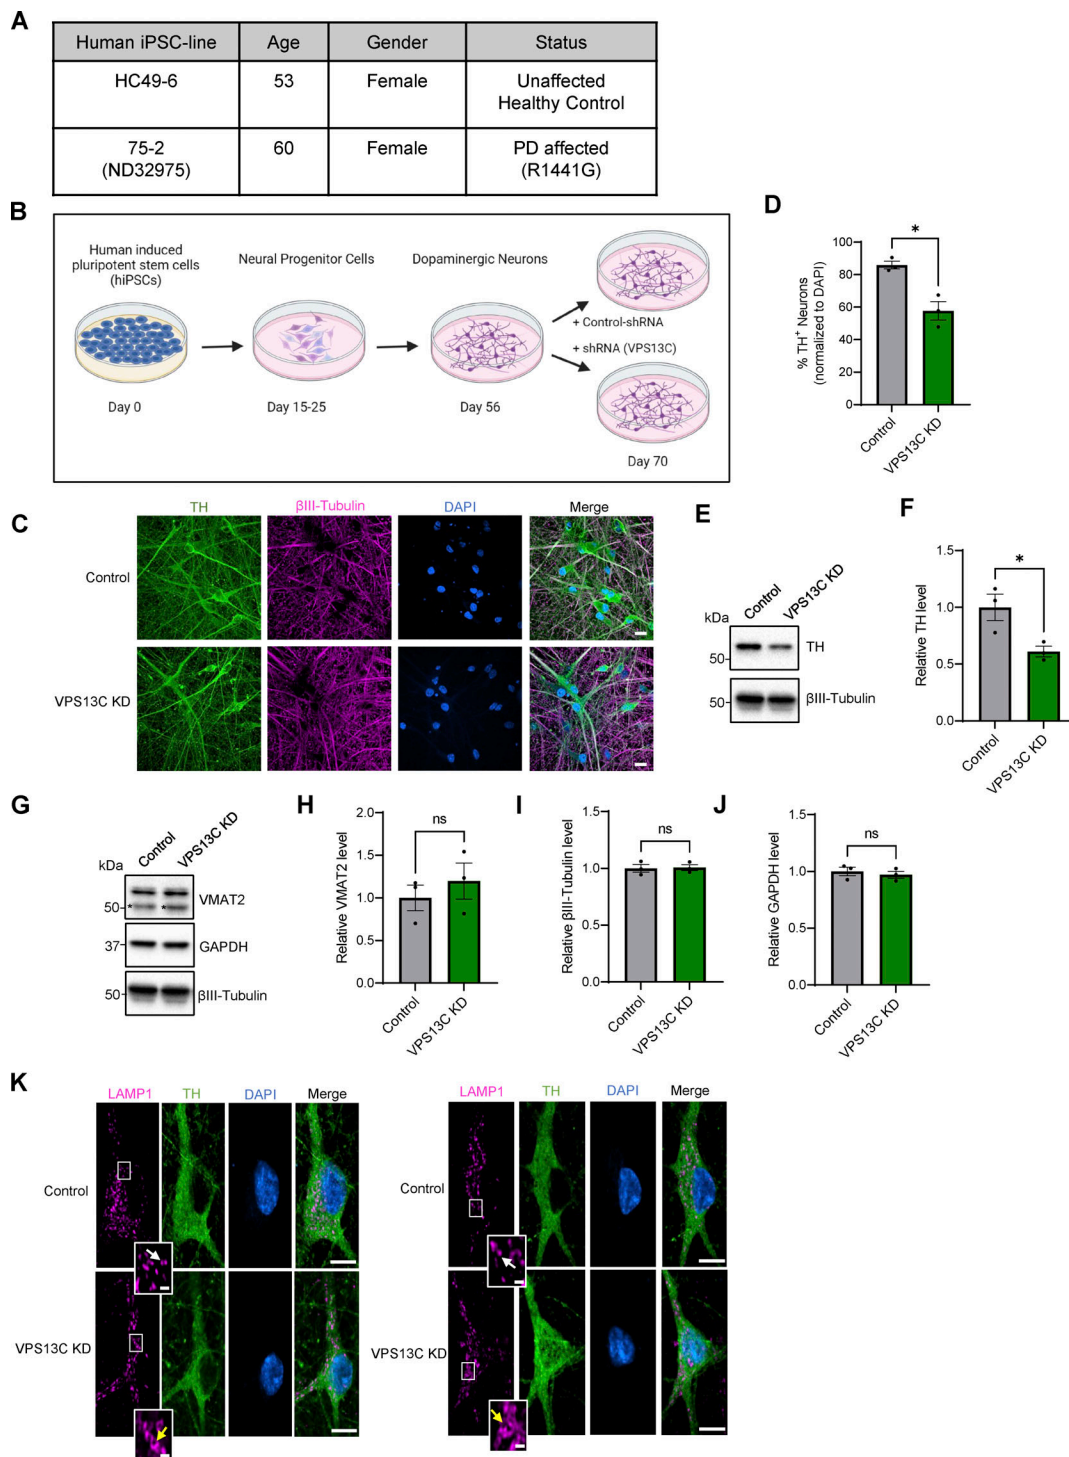 A
Human iPSC-line Age Gender Status
HC49-6 53 Female Unaffected
Healthy Control
75-2 60 Female PD affected
(ND32975) (R1441G)
B
Human induced
pluripotent stem cells
(hiPSCs)
Neural Progenitor Cells
Dopaminergic Neurons
+ Control-shRNA
+ shRNA (VPS13C)
Day 0
Day 15-25
Day 56
Day 70
D
% TH+ Neurons
(normalized to DAPI)
100
80
60
40
20
0
*
Control
VPS13C KD
C
TH βIII-Tubulin DAPI Merge
Control
VPS13C KD
E
Control
VPS13C KD
kDa
TH
50
50
βIII-Tubulin
F
Relative TH level
1.5
1.0
0.5
0.0
*
Control
VPS13C KD
G
Control
VPS13C KD
kDa
VMAT2
50
* *
37
GAPDH
50
βIII-Tubulin
H
Relative VMAT2 level
2.0
1.5
1.0
0.5
0.0
ns
Control
VPS13C KD
I
Relative βIII-Tubulin level
1.5
1.0
0.5
0.0
ns
Control
VPS13C KD
J
Relative GAPDH level
1.5
1.0
0.5
0.0
ns
Control
VPS13C KD
K
LAMP1 TH DAPI Merge
Control
VPS13C KD
LAMP1 TH DAPI Merge
Control
VPS13C KD